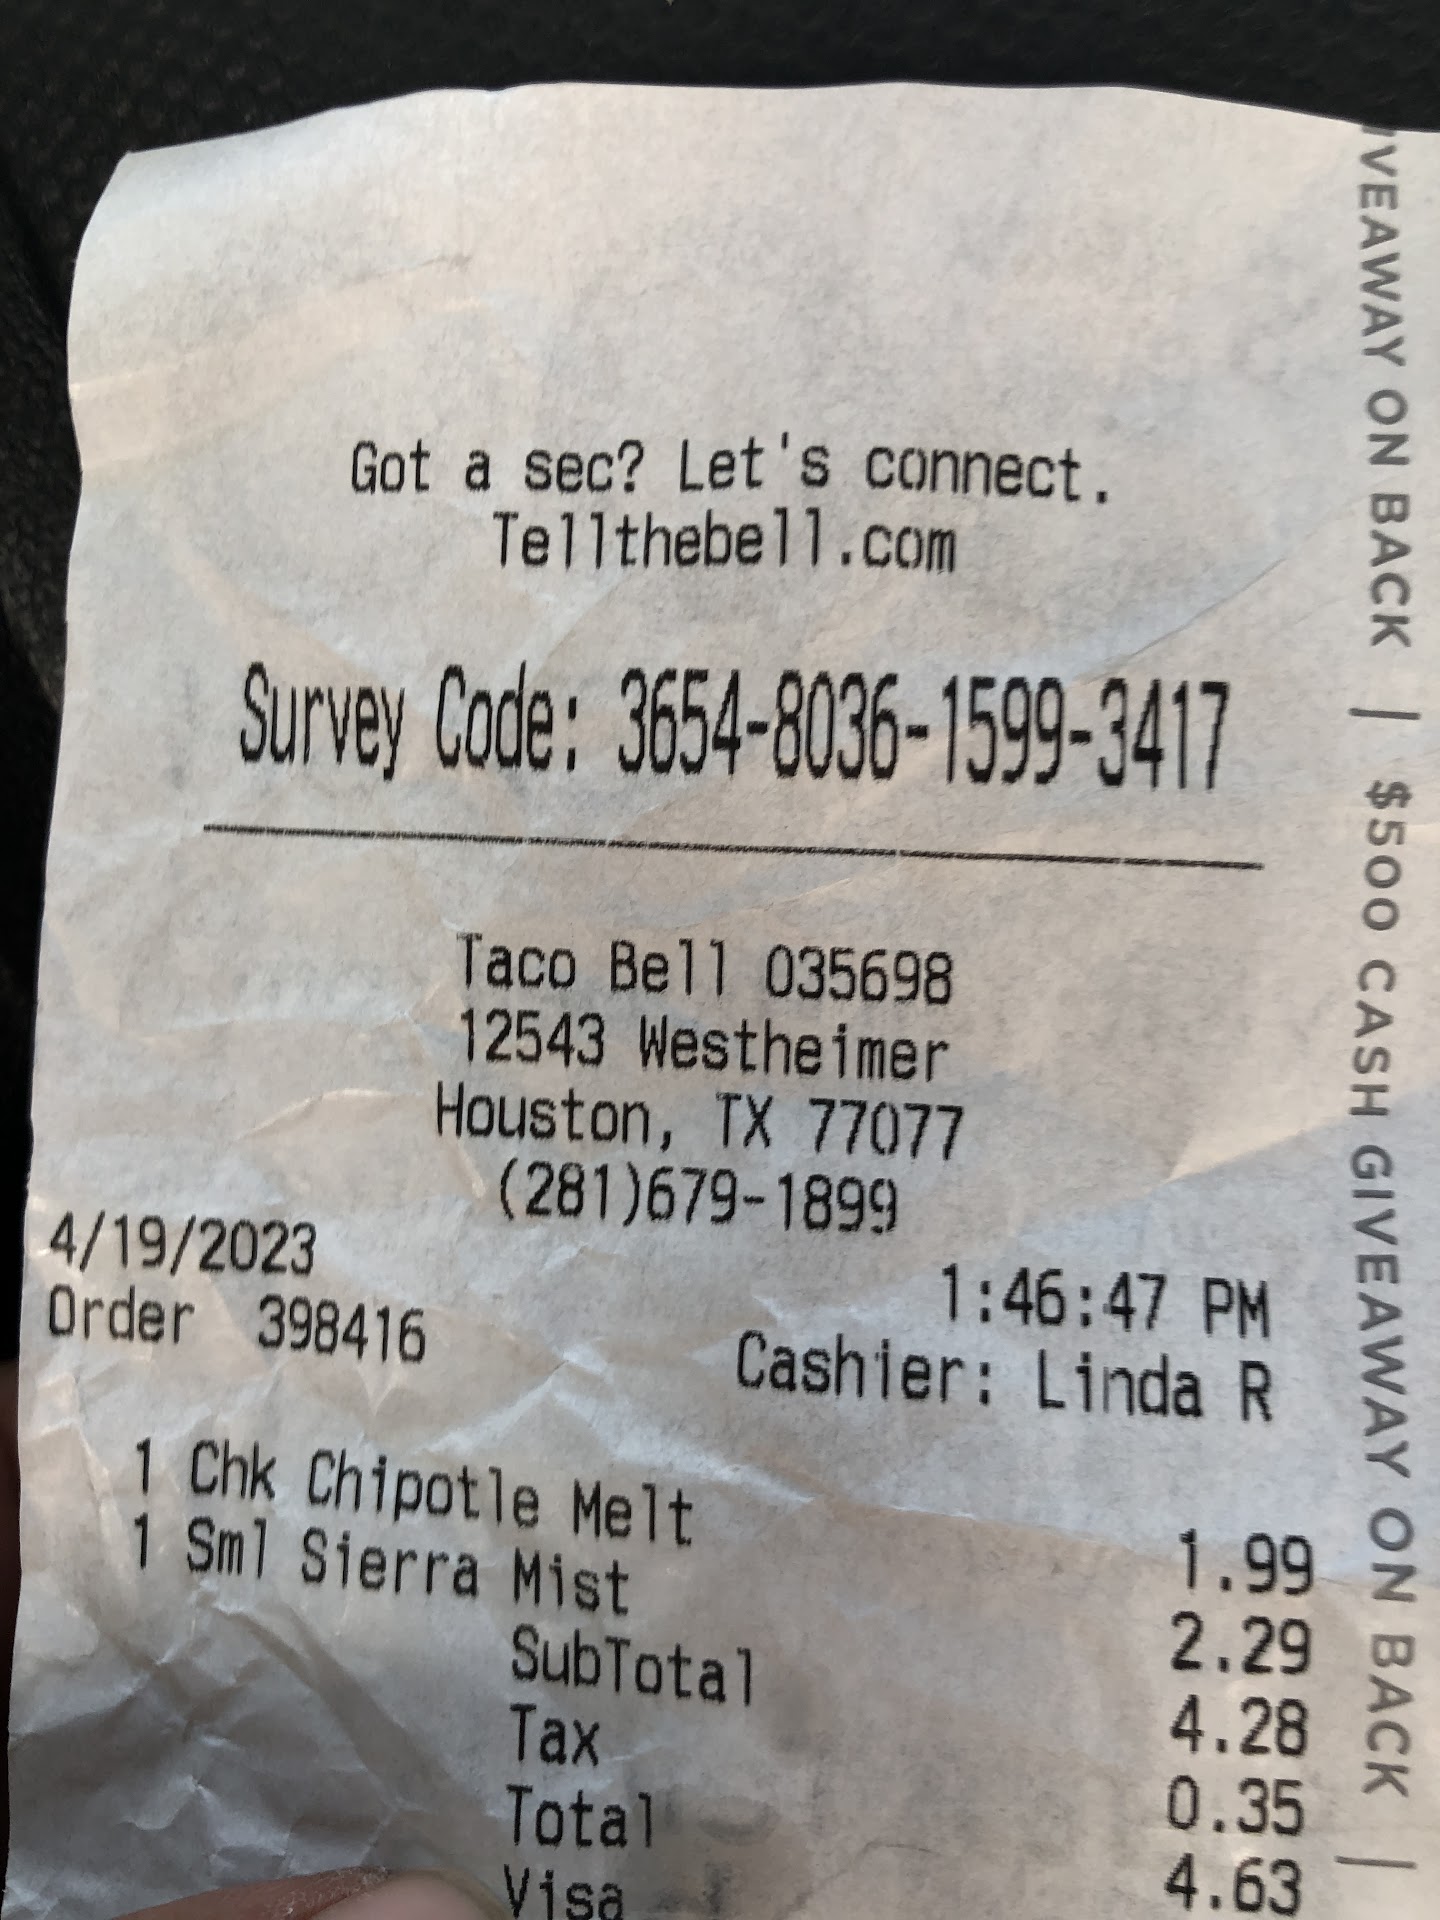 Got a sec? Let's connect.
Tellthebell.com
Survey Code: 3654-8036-1599-3417
Taco Bell 035698
12543 Westheimer
Houston, TX 77077
(281)679-1899
4/19/2023 1:46:47 PM
Order 398416 Cashier: Linda R
1 Chk Chipotle Melt 1.99
1 Sml Sierra Mist 2.29
SubTotal 4.28
Tax 0.35
Total 4.63
Visa
IVEAWAY ON BACK | $500 CASH GIVEAWAY ON BACK |